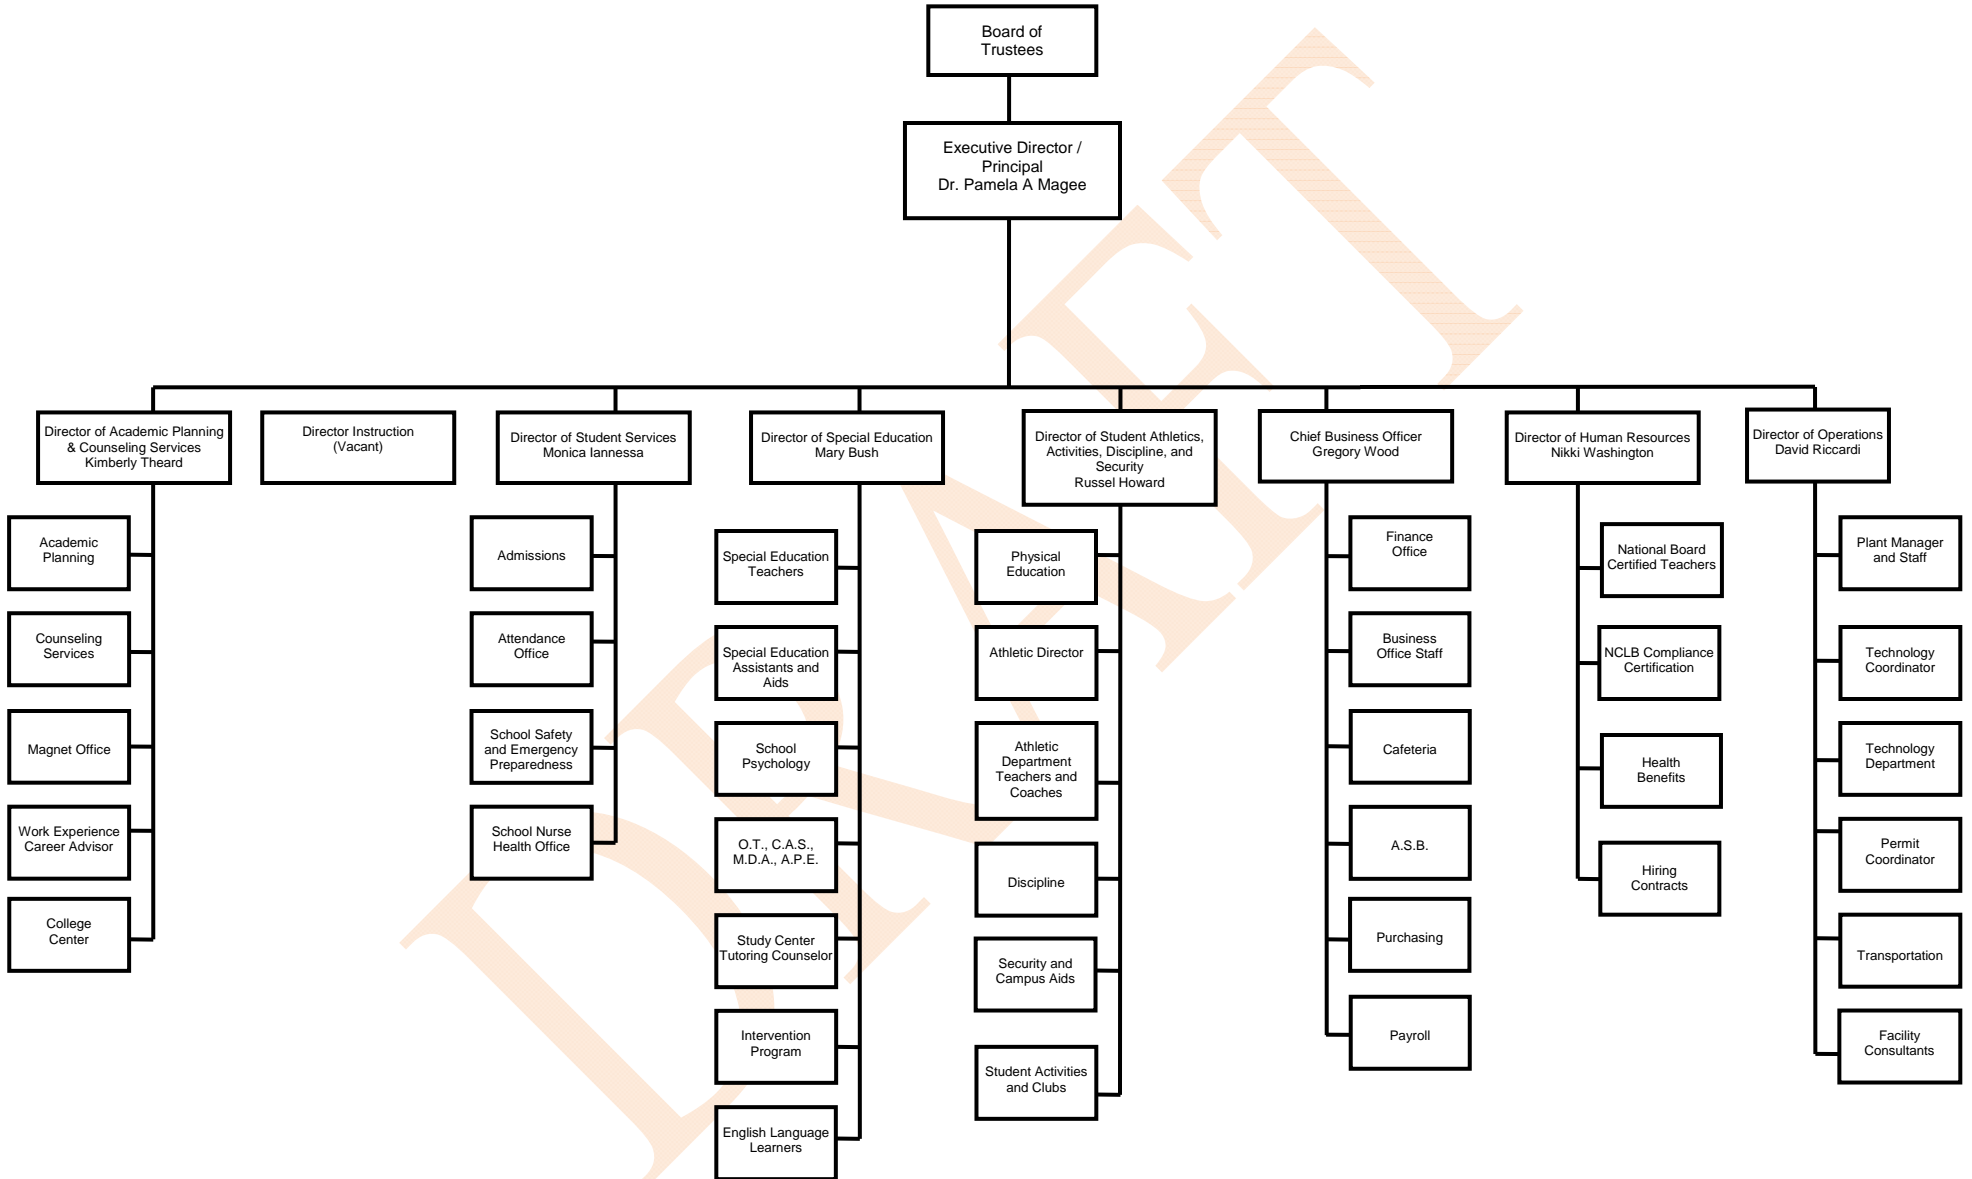 Board of
Trustees
Executive Director /
Principal
Dr. Pamela A Magee
Director of Academic Planning
& Counseling Services
Kimberly Theard
Director Instruction
(Vacant)
Director of Student Services
Monica Iannessa
Director of Special Education
Mary Bush
Director of Student Athletics,
Activities, Discipline, and
Security
Russel Howard
Chief Business Officer
Gregory Wood
Director of Human Resources
Nikki Washington
Director of Operations
David Riccardi
Academic
Planning
Counseling
Services
Magnet Office
Work Experience
Career Advisor
College
Center
Admissions
Attendance
Office
School Safety
and Emergency
Preparedness
School Nurse
Health Office
Special Education
Teachers
Special Education
Assistants and
Aids
School
Psychology
O.T., C.A.S.,
M.D.A., A.P.E.
Study Center
Tutoring Counselor
Intervention
Program
English Language
Learners
Physical
Education
Athletic Director
Athletic
Department
Teachers and
Coaches
Discipline
Security and
Campus Aids
Student Activities
and Clubs
Finance
Office
Business
Office Staff
Cafeteria
A.S.B.
Purchasing
Payroll
National Board
Certified Teachers
NCLB Compliance
Certification
Health
Benefits
Hiring
Contracts
Plant Manager
and Staff
Technology
Coordinator
Technology
Department
Permit
Coordinator
Transportation
Facility
Consultants
DRAFT